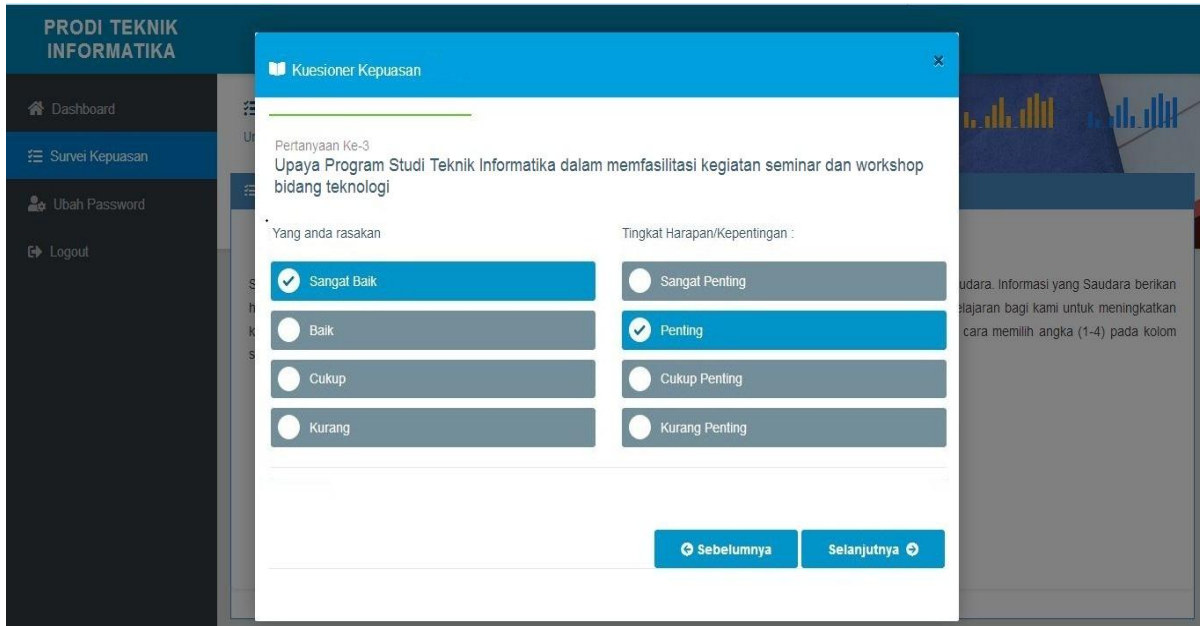 PRODI TEKNIK
INFORMATIKA
Dashboard
Survei Kepuasan
Ubah Password
Logout
Kuesioner Kepuasan
×
Pertanyaan Ke-3
Upaya Program Studi Teknik Informatika dalam memfasilitasi kegiatan seminar dan workshop
bidang teknologi
Yang anda rasakan
Tingkat Harapan/Kepentingan :
Sangat Baik
Sangat Penting
Baik
Penting
Cukup
Cukup Penting
Kurang
Kurang Penting
udara. Informasi yang Saudara berikan
elajaran bagi kami untuk meningkatkan
cara memilih angka (1-4) pada kolom
Sebelumnya
Selanjutnya